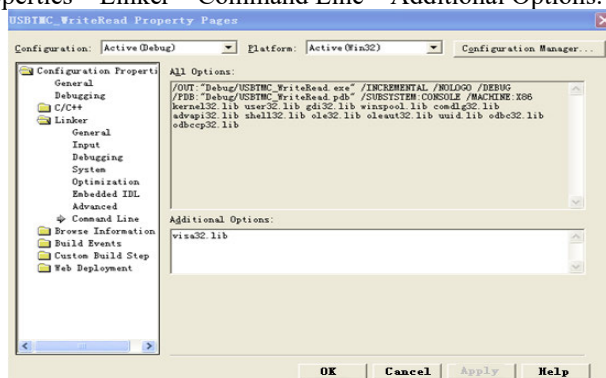 perties – Linker – Command Line – Additional Options:
USBTMC_WriteRead Property Pages
Configuration: Active(Debug) Platform: Active(Win32) Configuration Manager...
Configuration Properti
General
Debugging
C/C++
Linker
General
Input
Debugging
System
Optimization
Embedded IDL
Advanced
Command Line
Browse Information
Build Events
Custom Build Step
Web Deployment
All Options:
/OUT:"Debug/USBTMC_WriteRead.exe" /INCREMENTAL /NOLOGO /DEBUG
/PDB:"Debug/USBTMC_WriteRead.pdb" /SUBSYSTEM:CONSOLE /MACHINE:X86
kernel32.lib user32.lib gdi32.lib winspool.lib comdlg32.lib
advapi32.lib shell32.lib ole32.lib oleaut32.lib uuid.lib odbc32.lib
odbccp32.lib
Additional Options:
visa32.lib
OK Cancel Apply Help